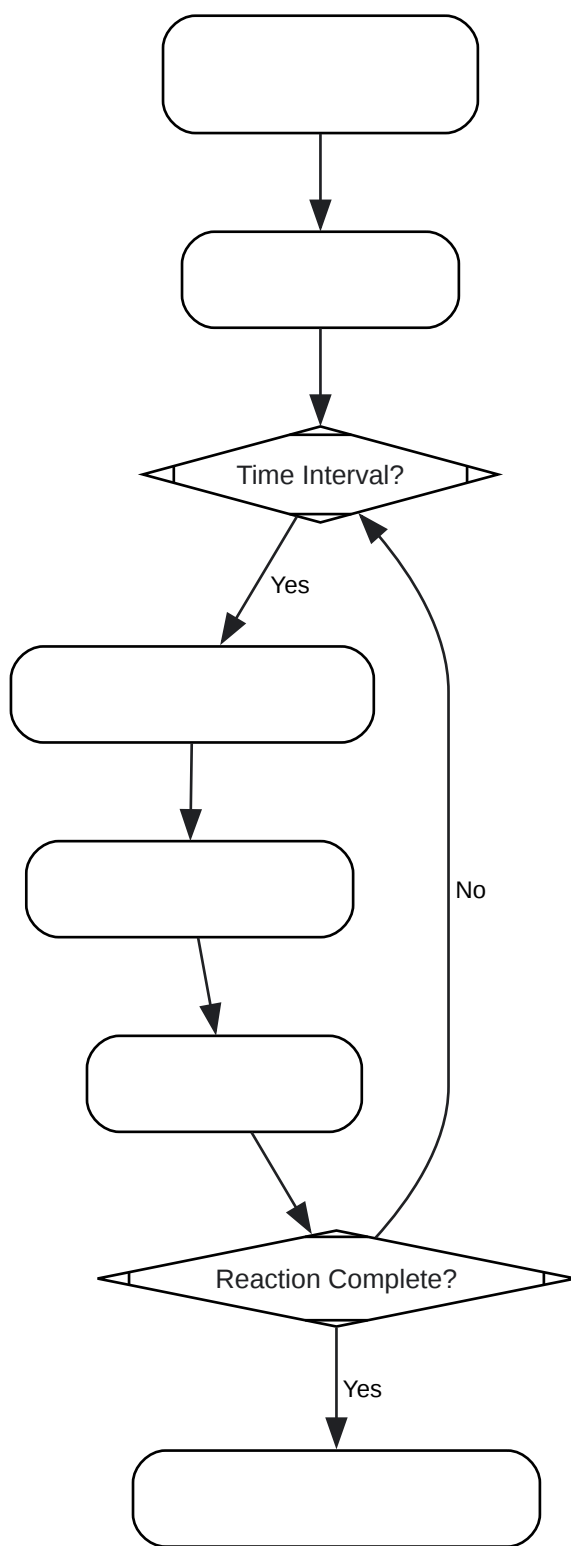 Time Interval?
Yes
No
Reaction Complete?
Yes